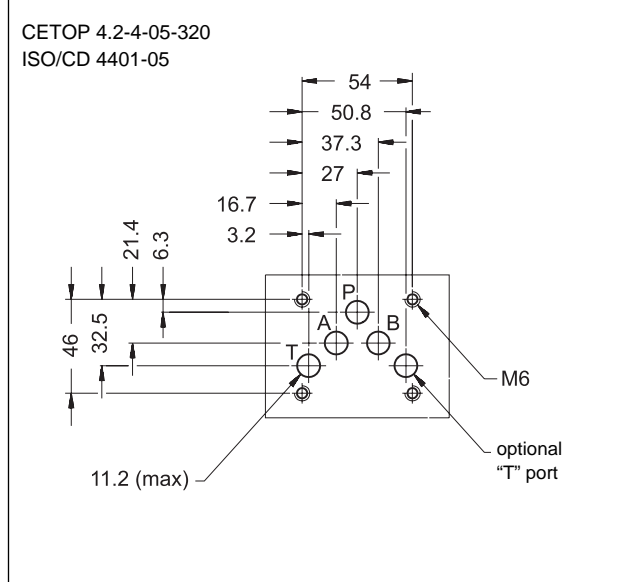 CETOP 4.2-4-05-320
ISO/CD 4401-05
54
50.8
37.3
27
16.7
3.2
21.4
6.3
46
32.5
P
A
B
T
M6
11.2 (max)
optional
“T” port